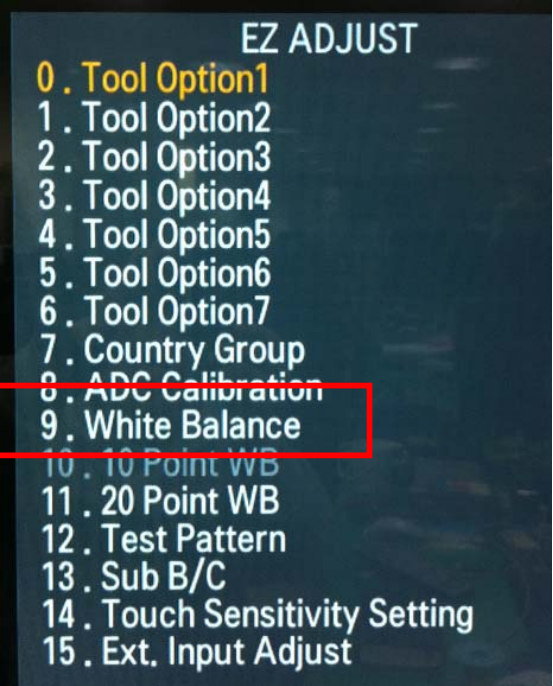 EZ ADJUST
0 . Tool Option1
1 . Tool Option2
2 . Tool Option3
3 . Tool Option4
4 . Tool Option5
5 . Tool Option6
6 . Tool Option7
7 . Country Group
8 . ADC Calibration
9 . White Balance
10 . 10 Point WB
11 . 20 Point WB
12 . Test Pattern
13 . Sub B/C
14 . Touch Sensitivity Setting
15 . Ext. Input Adjust